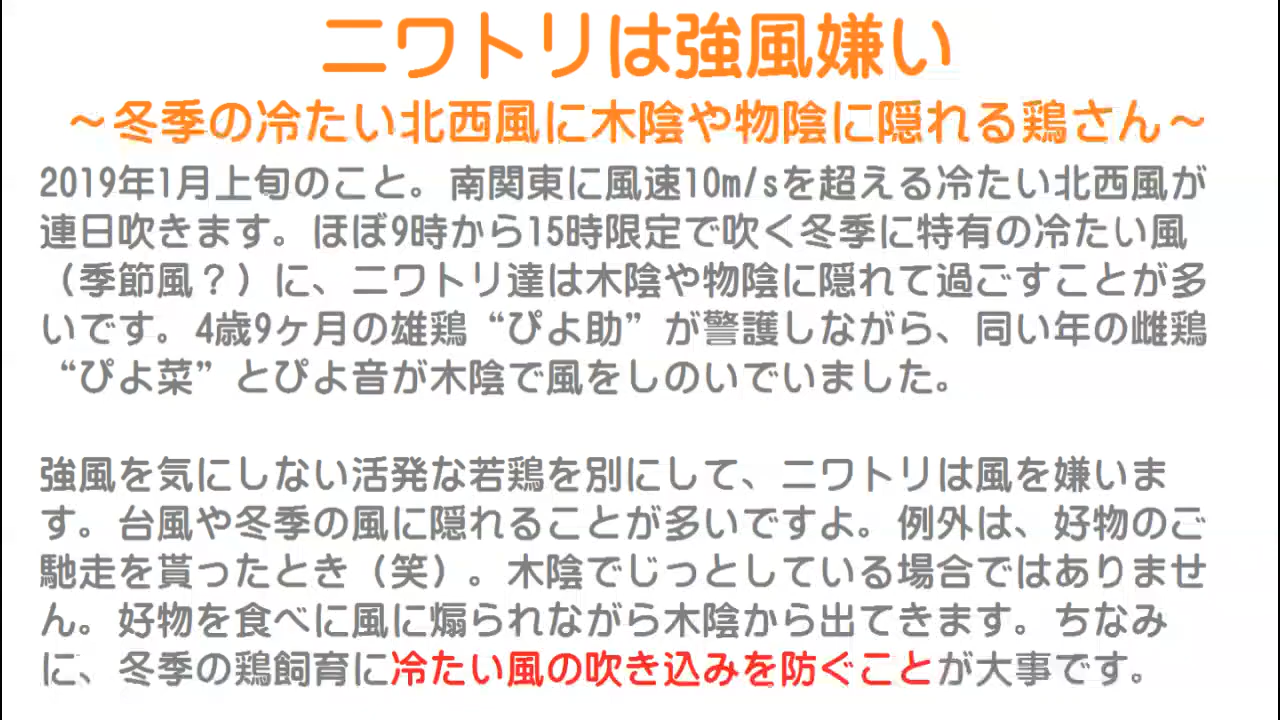 ニワトリは強風嫌い
～冬季の冷たい北西風に木陰や物陰に隠れる鶏さん～
2019年1月上旬のこと。南関東に風速10m/sを超える冷たい北西風が
連日吹きます。ほぼ9時から15時限定で吹く冬季に特有の冷たい風
（季節風？）に、ニワトリ達は木陰や物陰に隠れて過ごすことが多
いです。4歳9ヶ月の雄鶏“ぴよ助”が警護しながら、同い年の雌鶏
“ぴよ菜”とぴよ音が木陰で風をしのいでいました。
強風を気にしない活発な若鶏を別にして、ニワトリは風を嫌いま
す。台風や冬季の風に隠れることが多いですよ。例外は、好物のご
馳走を貰ったとき（笑）。木陰でじっとしている場合ではありませ
ん。好物を食べに風に煽られながら木陰から出てきます。ちなみ
に、冬季の鶏飼育に冷たい風の吹き込みを防ぐことが大事です。